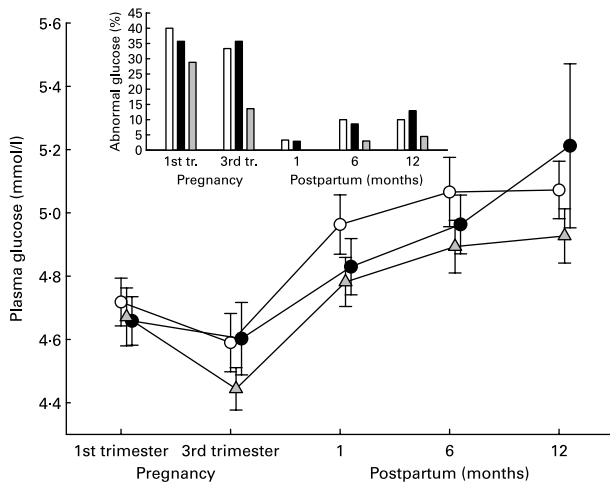 Abnormal glucose (%)
45
40
35
30
25
20
15
10
5
0
1st tr. 3rd tr. 1 6 12
Pregnancy Postpartum (months)
Plasma glucose (mmol/l)
5·6
5·4
5·2
5·0
4·8
4·6
4·4
1st trimester 3rd trimester 1 6 12
Pregnancy Postpartum (months)